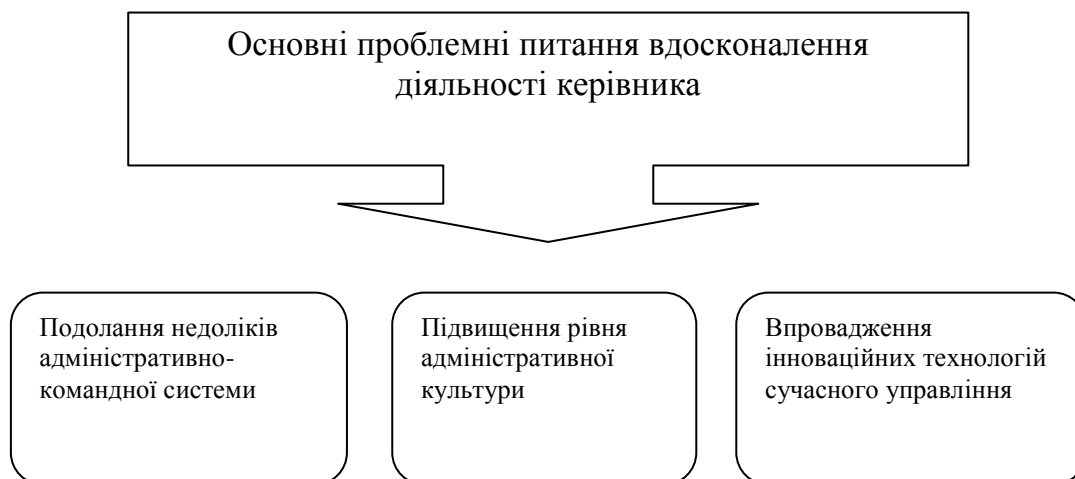 Основні проблемні питання вдосконалення
діяльності керівника
Подолання недоліків
адміністративно-
командної системи
Підвищення рівня
адміністративної
культури
Впровадження
інноваційних технологій
сучасного управління